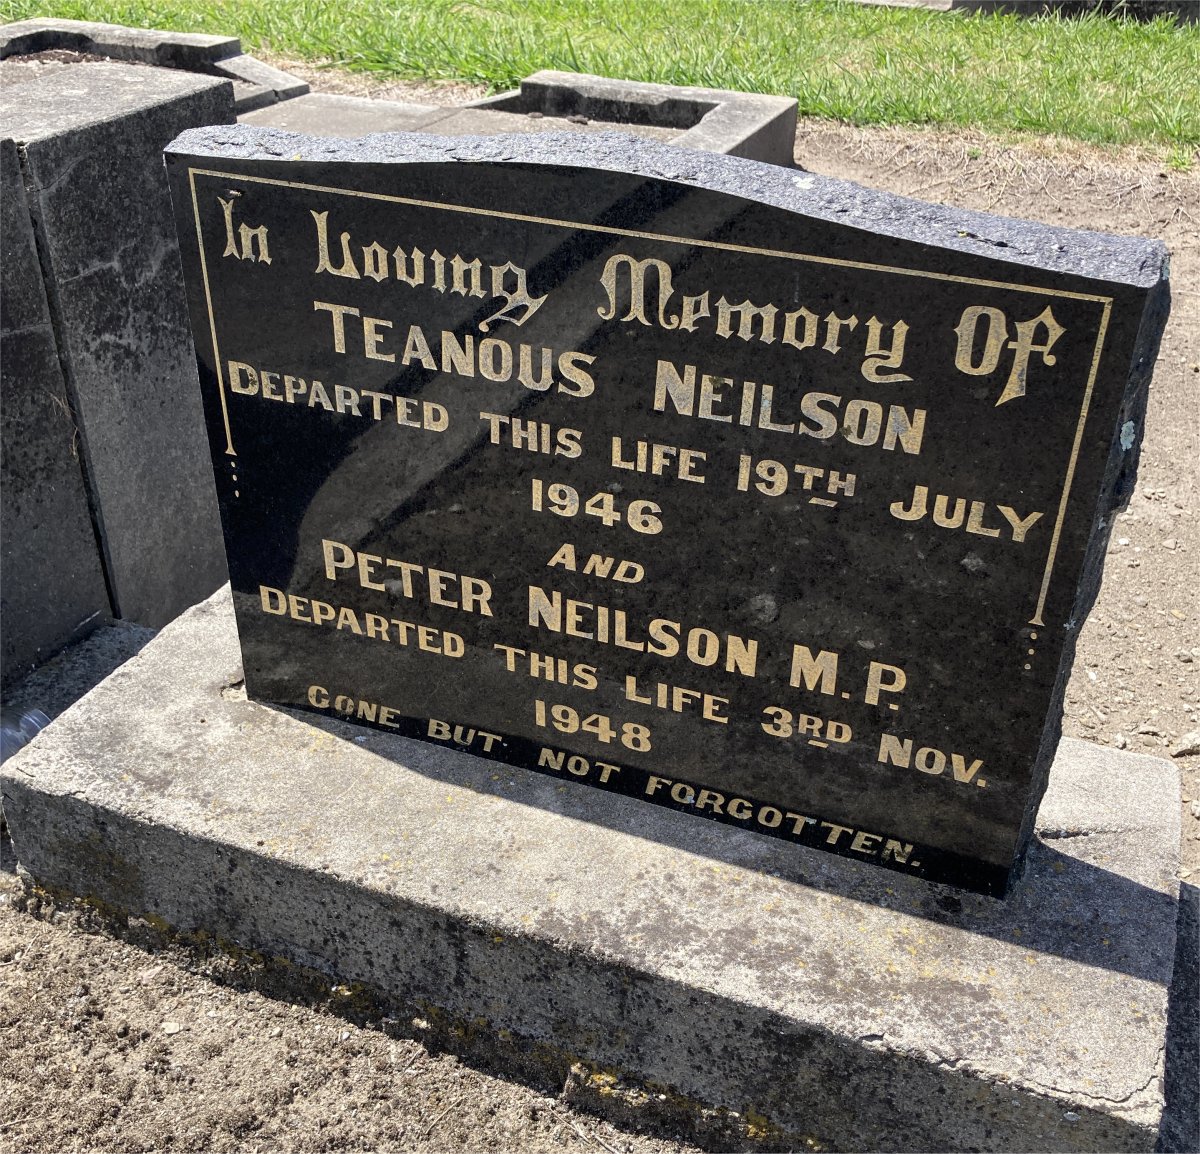 In Loving Memory Of
TEANOUS NEILSON
DEPARTED THIS LIFE 19TH JULY
1946
AND
PETER NEILSON M.P.
DEPARTED THIS LIFE 3RD NOV.
1948
GONE BUT NOT FORGOTTEN.